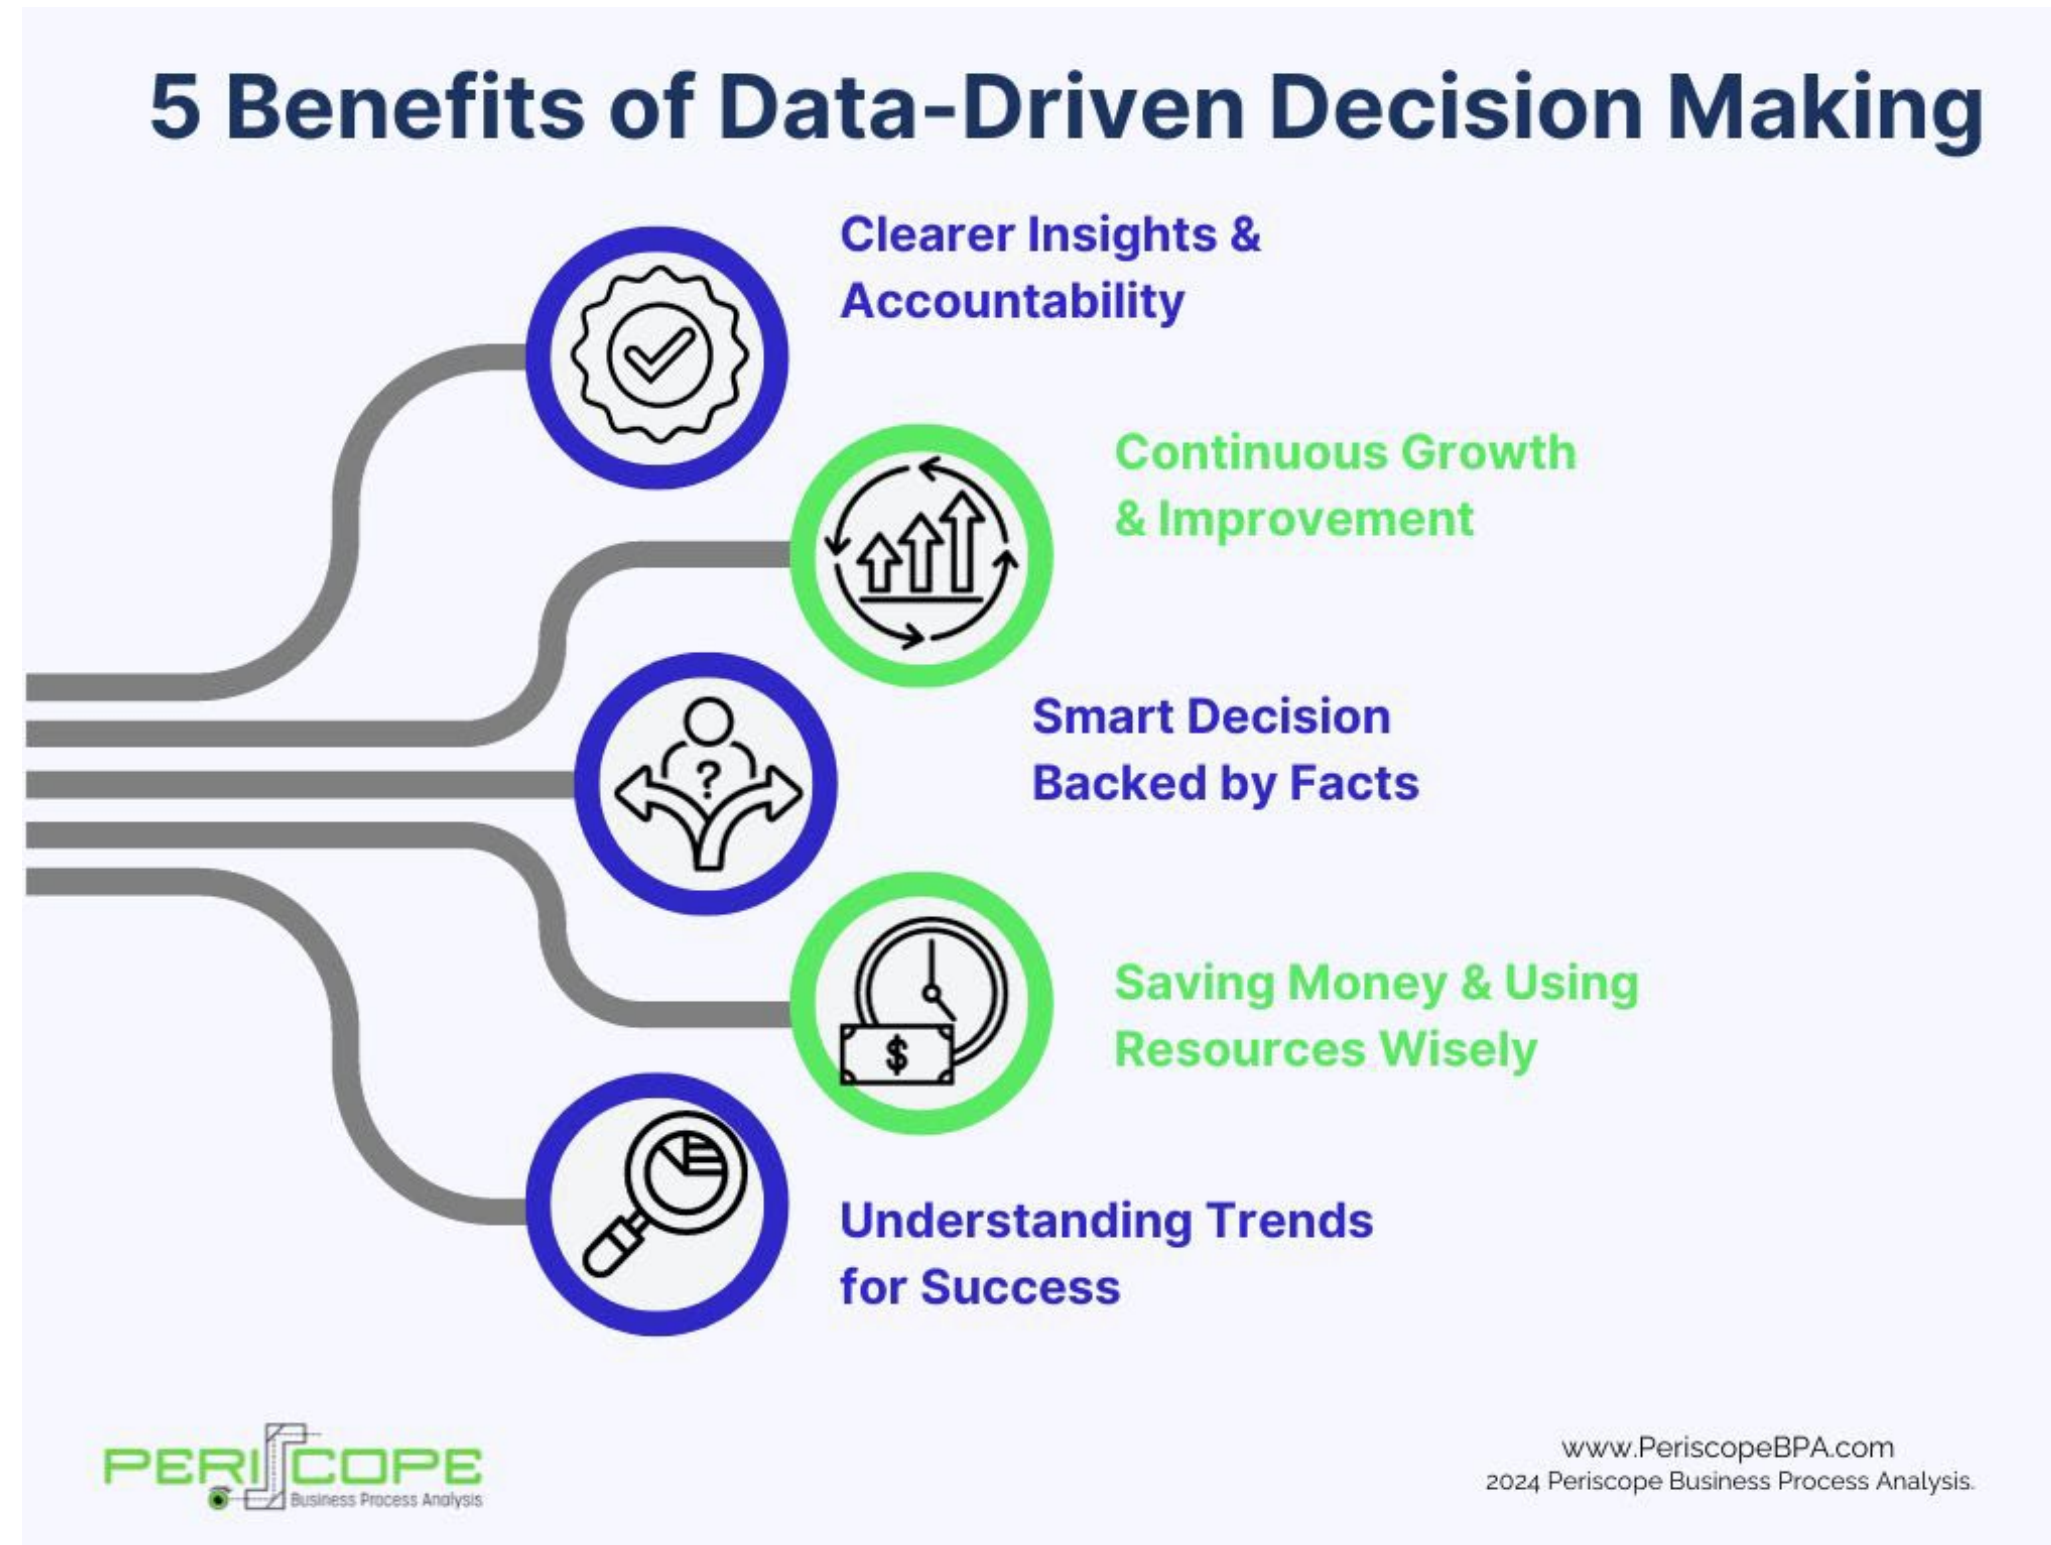 5 Benefits of Data-Driven Decision Making
Clearer Insights &
Accountability
Continuous Growth
& Improvement
?
Smart Decision
Backed by Facts
$
Saving Money & Using
Resources Wisely
Understanding Trends
for Success
PERISCOPE
Business Process Analysis
www.PeriscopeBPA.com
2024 Periscope Business Process Analysis.